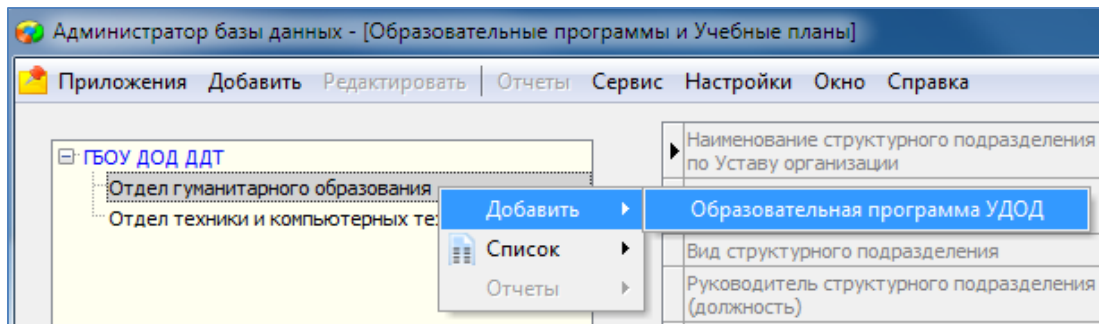 Администратор базы данных - [Образовательные программы и Учебные планы]
Приложения Добавить Редактировать Отчеты Сервис Настройки Окно Справка
ГБОУ ДОД ДДТ
Отдел гуманитарного образования
Отдел техники и компьютерных те
Добавить
Список
Отчеты
Образовательная программа УДОД
Наименование структурного подразделения
по Уставу организации
Вид структурного подразделения
Руководитель структурного подразделения
(должность)